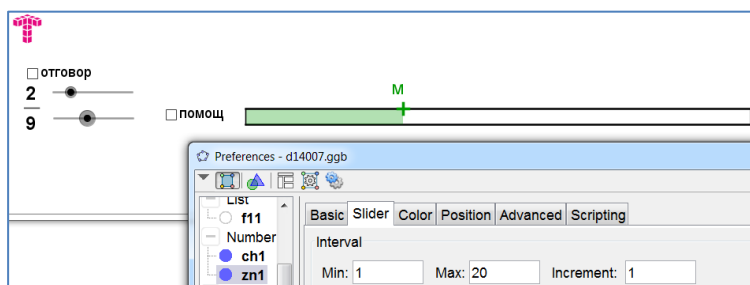 отговор
2
9
помощ
M
Preferences - d14007.ggb
List
f11
Number
ch1
zn1
Basic Slider Color Position Advanced Scripting
Interval
Min: 1 Max: 20 Increment: 1